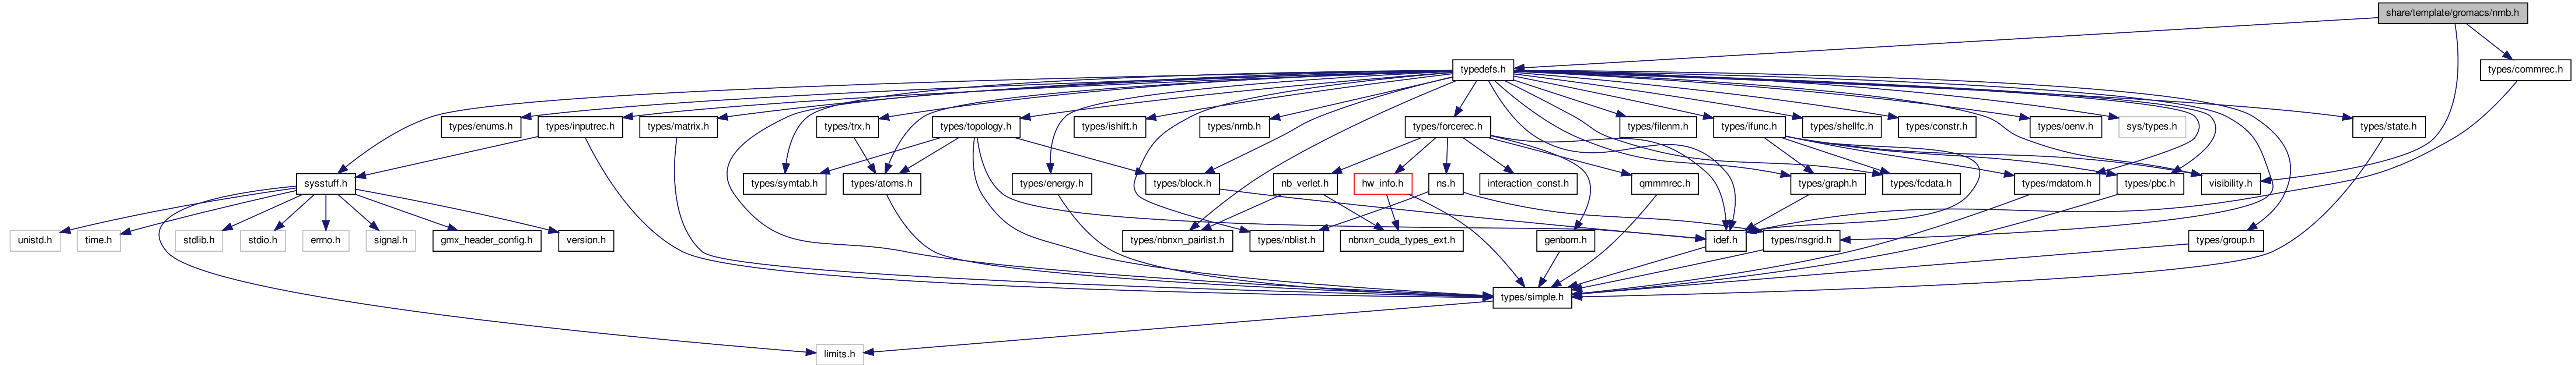 share/template/gromacs/nrnb.h
typedefs.h
types/commrec.h
types/enums.h
types/inputrec.h
types/matrix.h
types/trx.h
types/topology.h
types/ishift.h
types/nrnb.h
types/forcerec.h
types/filenm.h
types/ifunc.h
types/shellfc.h
types/constr.h
types/oenv.h
sys/types.h
types/state.h
sysstuff.h
types/symtab.h
types/atoms.h
types/energy.h
types/block.h
nb_verlet.h
hw_info.h
ns.h
interaction_const.h
qmmmrec.h
types/graph.h
types/fcdata.h
types/mdatom.h
types/pbc.h
visibility.h
unistd.h
time.h
stdlib.h
stdio.h
errno.h
signal.h
gmx_header_config.h
version.h
types/nbnxn_pairlist.h
types/nblist.h
nbnxn_cuda_types_ext.h
genborn.h
idef.h
types/nsgrid.h
types/group.h
types/simple.h
limits.h